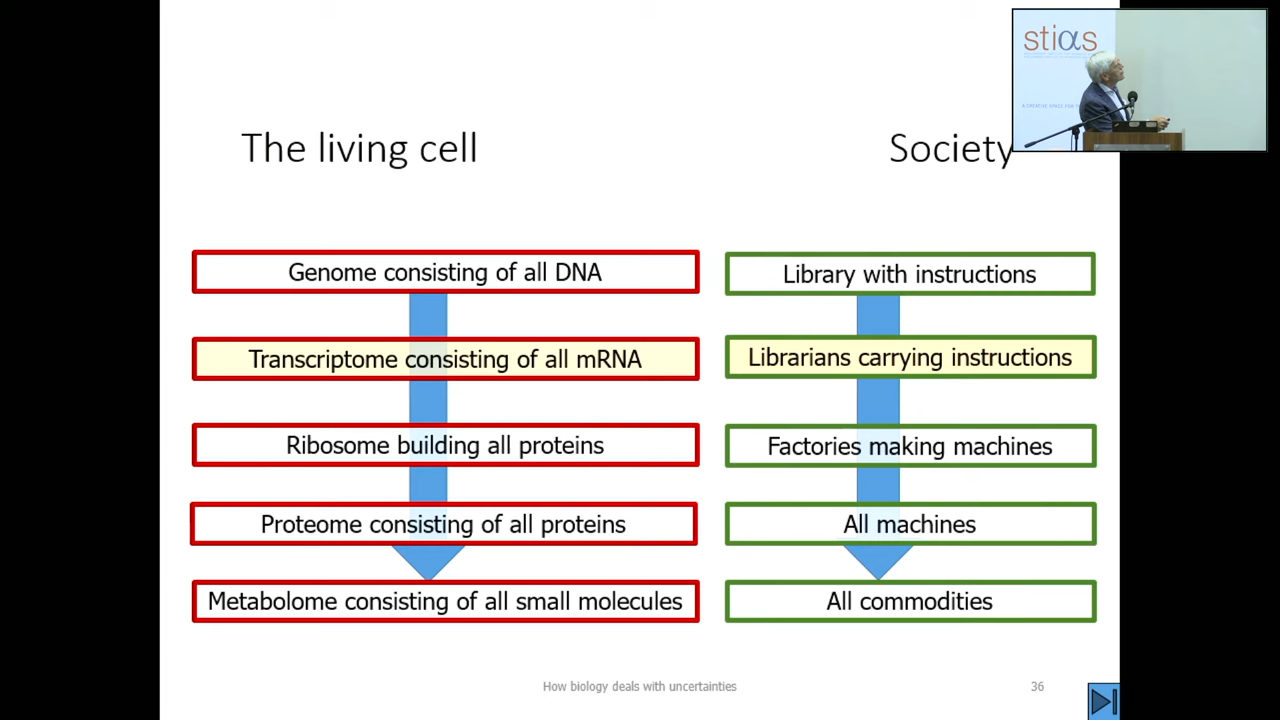 stiαs
The living cell
Society
Genome consisting of all DNA
Library with instructions
Transcriptome consisting of all mRNA
Librarians carrying instructions
Ribosome building all proteins
Factories making machines
Proteome consisting of all proteins
All machines
Metabolome consisting of all small molecules
All commodities
How biology deals with uncertainties
36